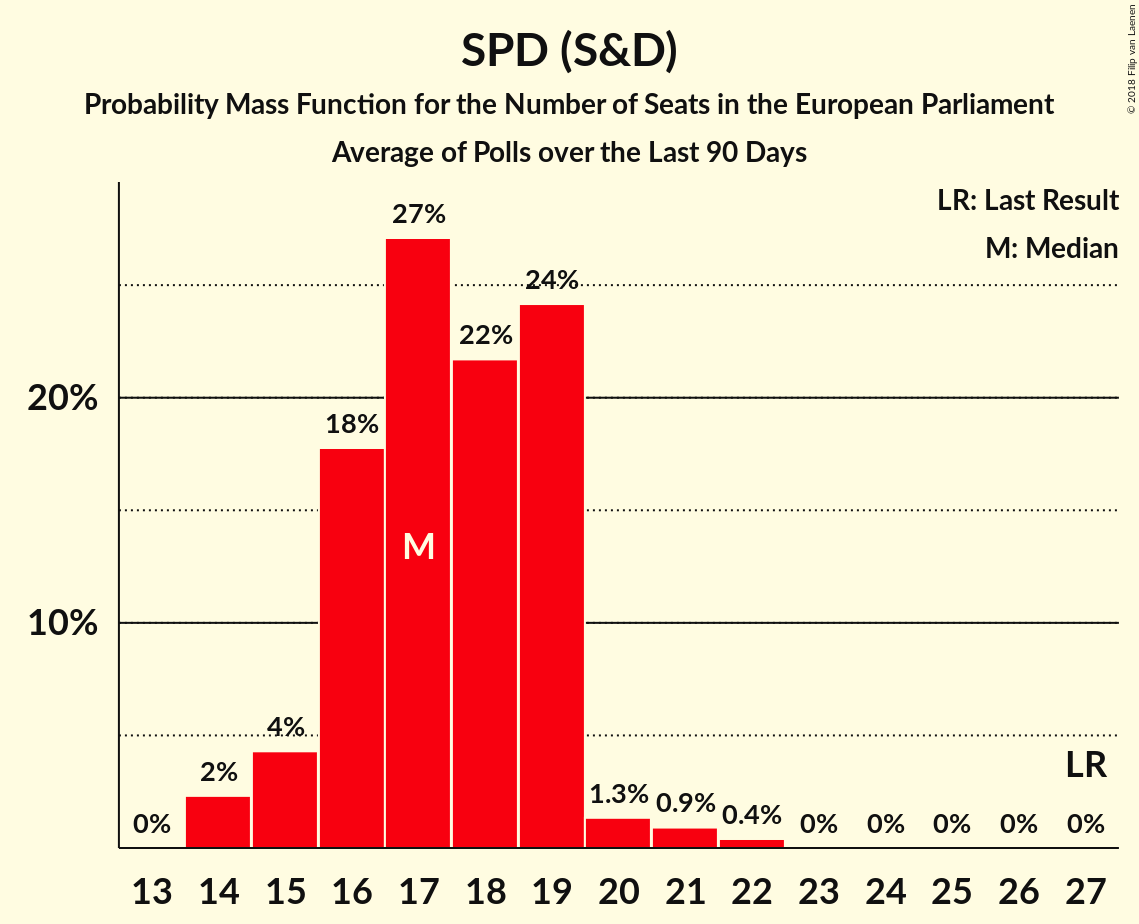 SPD (S&D)
Probability Mass Function for the Number of Seats in the European Parliament
Average of Polls over the Last 90 Days
© 2018 Filip van Laenen
LR: Last Result
M: Median
27%
24%
22%
20%
18%
M
10%
4%
LR
2%
1.3%
0.9%
0.4%
0%
0%
0%
0%
0%
0%
13 14 15 16 17 18 19 20 21 22 23 24 25 26 27